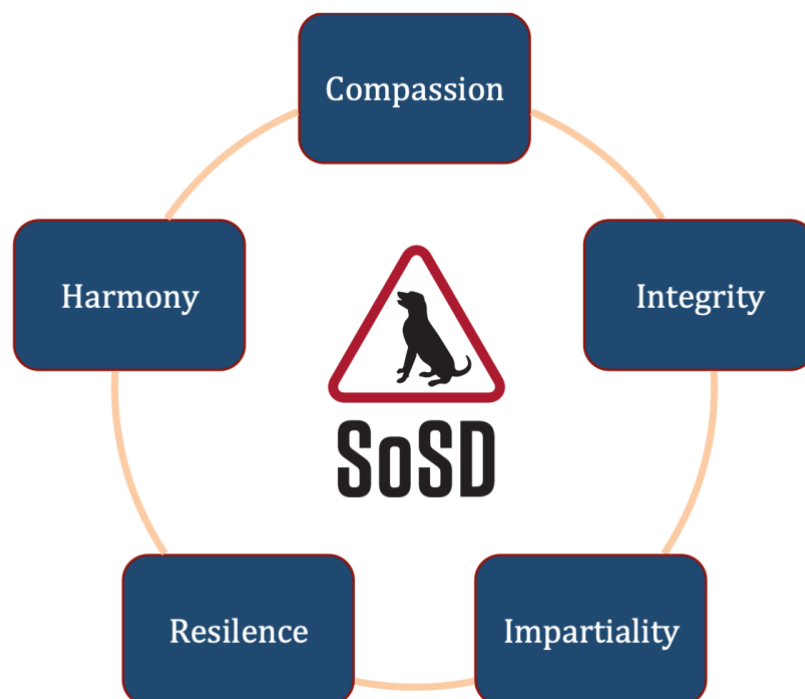 Compassion
Harmony
Integrity
SoSD
Resilence
Impartiality